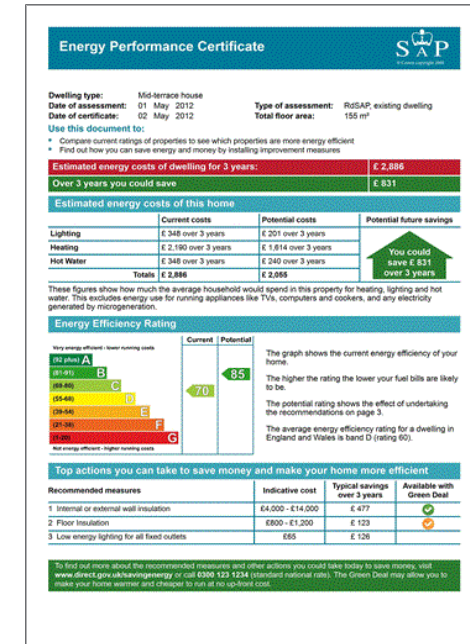 Energy Performance Certificate
SAP
© Crown copyright 2009
Dwelling type: Mid-terrace house
Date of assessment: 01 May 2012 Type of assessment: RdSAP, existing dwelling
Date of certificate: 02 May 2012 Total floor area: 155 m²
Use this document to:
• Compare current ratings of properties to see which properties are more energy efficient
• Find out how you can save energy and money by installing improvement measures
Estimated energy costs of dwelling for 3 years: £ 2,886
Over 3 years you could save £ 831
Estimated energy costs of this home
Current costs Potential costs Potential future savings
Lighting £ 348 over 3 years £ 201 over 3 years
Heating £ 2,190 over 3 years £ 1,614 over 3 years
Hot Water £ 348 over 3 years £ 240 over 3 years
Totals £ 2,886 £ 2,055
You could
save £ 831
over 3 years
These figures show how much the average household would spend in this property for heating, lighting and hot
water. This excludes energy use for running appliances like TVs, computers and cookers, and any electricity
generated by microgeneration.
Energy Efficiency Rating
Current Potential
Very energy efficient - lower running costs
(92 plus) A
(81-91) B
(69-80) C
(55-68) D
(39-54) E
(21-38) F
(1-20) G
Not energy efficient - higher running costs
70
85
The graph shows the current energy efficiency of your
home.
The higher the rating the lower your fuel bills are likely
to be.
The potential rating shows the effect of undertaking
the recommendations on page 3.
The average energy efficiency rating for a dwelling in
England and Wales is band D (rating 60).
Top actions you can take to save money and make your home more efficient
Recommended measures Indicative cost Typical savings over 3 years Available with Green Deal
1 Internal or external wall insulation £4,000 - £14,000 £ 477
2 Floor Insulation £800 - £1,200 £ 123
3 Low energy lighting for all fixed outlets £65 £ 126
To find out more about the recommended measures and other actions you could take today to save money, visit
www.direct.gov.uk/savingenergy or call 0300 123 1234 (standard national rate). The Green Deal may allow you to
make your home warmer and cheaper to run at no up-front cost.